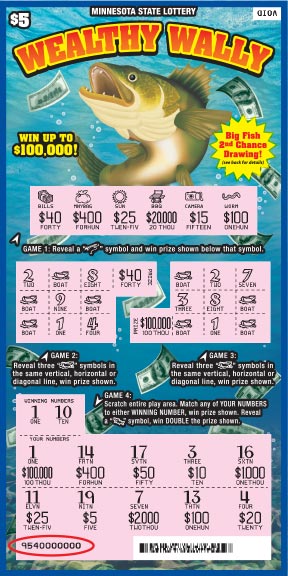 MINNESOTA STATE LOTTERY
$5
VOID
WEALTHY WALLY
WIN UP TO
$100,000!
Big Fish
2nd Chance
Drawing!
(see back for details)
BILLS MNYBAG SUN BBQ CAMERA WORM
$40 $400 $25 $20000 $15 $100
FORTY FORHUN TWEN-FIV 20 THOU FIFTEEN ONEHUN
GAME 1: Reveal a " " symbol and win prize shown below that symbol.
2 8
TWO BOAT EIGHT
9
BOAT NINE BOAT
1 4
BOAT ONE FOUR
$40
FORTY
PRIZE
PRIZE
$100000
100 THOU
2 7
BOAT TWO SEVEN
3 8
THREE EIGHT BOAT
1
BOAT ONE BOAT
GAME 2:
Reveal three " " symbols in
the same vertical, horizontal or
diagonal line, win prize shown.
GAME 3:
Reveal three " " symbols in
the same vertical, horizontal or
diagonal line, win prize shown.
GAME 4:
Scratch entire play area. Match any of YOUR NUMBERS
to either WINNING NUMBER, win prize shown. Reveal
a " " symbol, win DOUBLE the prize shown.
WINNING NUMBERS
1 10
ONE TEN
YOUR NUMBERS
1 14 17 3 16
ONE FRTN SVTN THREE SXTN
$100000 $400 $50 $10 $1000
100 THOU FORHUN FIFTY TEN ONETHOU
11 19 7 13 4
ELVN NITN SEVEN THTN FOUR
$25 $5 $2000 $100 $20
TWEN-FIV FIVE TWOTHOU ONEHUN TWENTY
9540000000